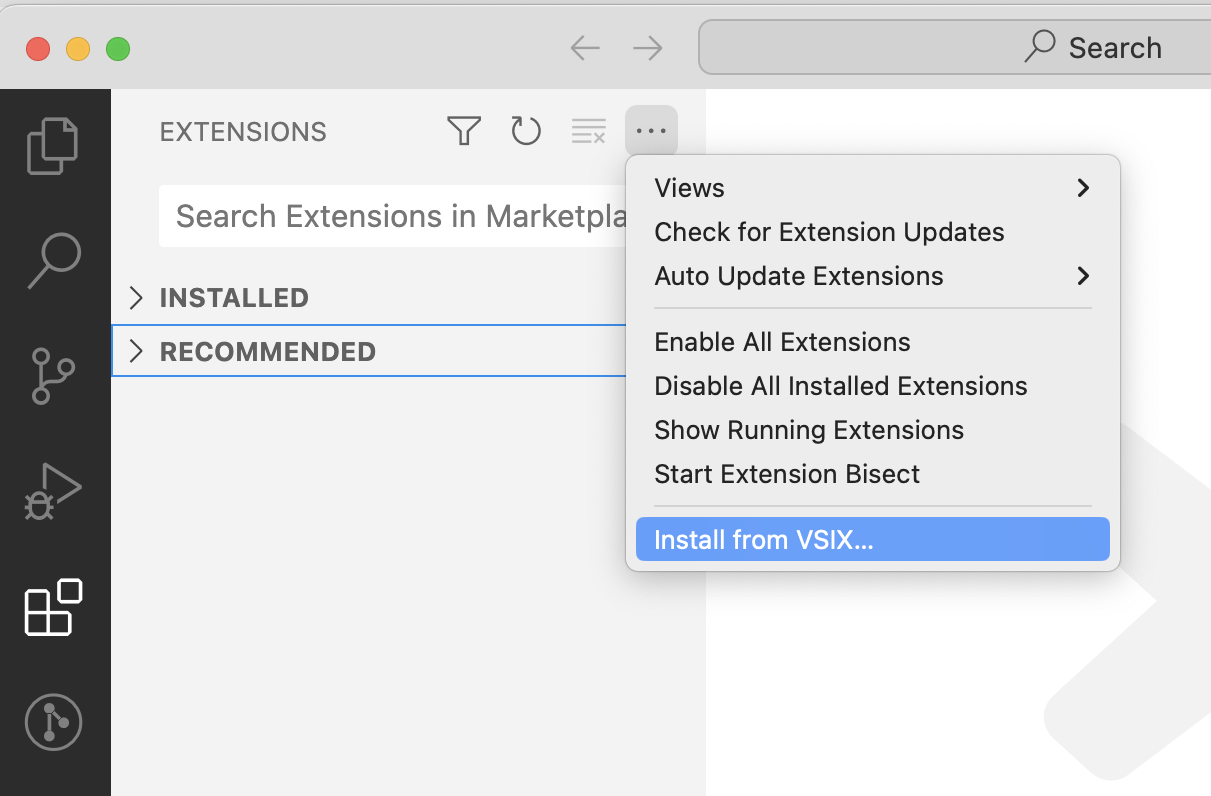 Search
EXTENSIONS
Search Extensions in Marketpla
INSTALLED
RECOMMENDED
Views
Check for Extension Updates
Auto Update Extensions
Enable All Extensions
Disable All Installed Extensions
Show Running Extensions
Start Extension Bisect
Install from VSIX...